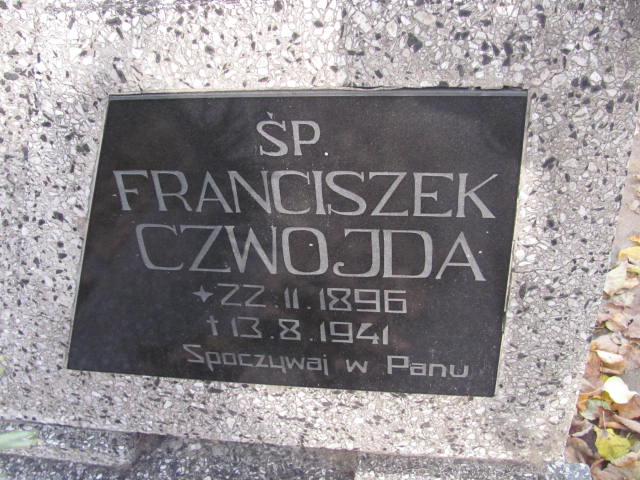 ŚP.
FRANCISZEK
CZWOJDA
✦ 22.11.1896
† 13.8.1941
Spoczywaj w Panu